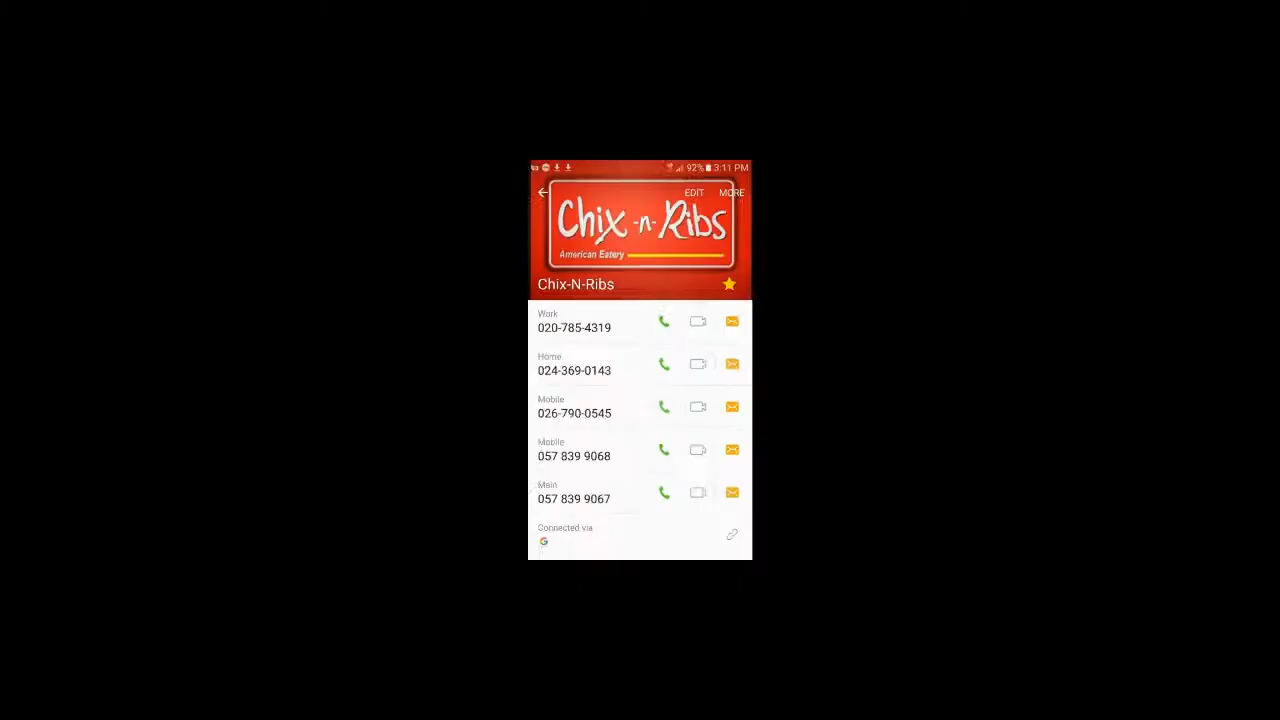 92% 3:11 PM
EDIT MORE
Chix -n- Ribs
American Eatery
Chix-N-Ribs
Work
020-785-4319
Home
024-369-0143
Mobile
026-790-0545
Mobile
057 839 9068
Main
057 839 9067
Connected via
G